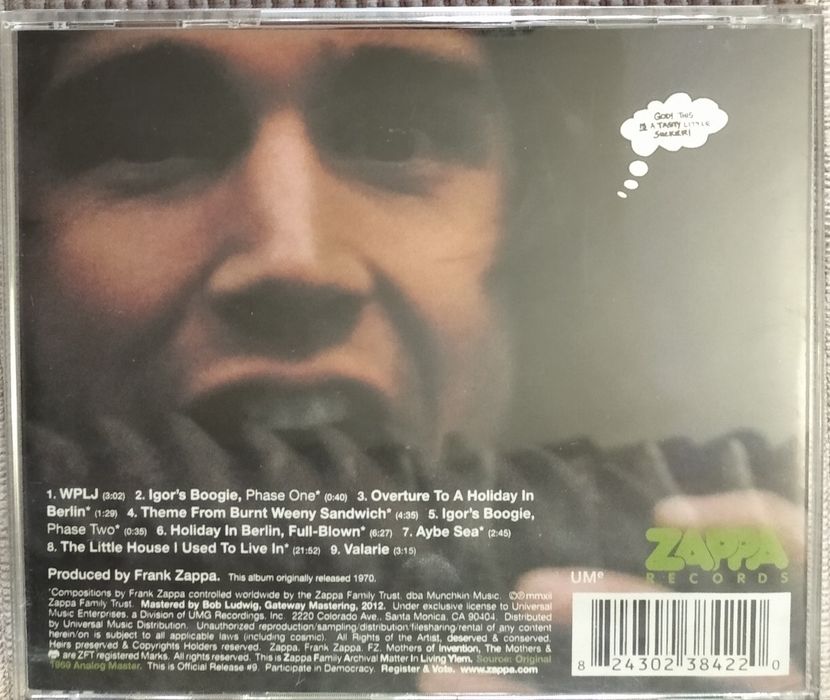 GOD! THIS
IS A TASTY LITTLE
SUCKER!
1. WPLJ (3:02) 2. Igor's Boogie, Phase One* (0:40) 3. Overture To A Holiday In
Berlin* (1:29) 4. Theme From Burnt Weeny Sandwich* (4:35) 5. Igor's Boogie,
Phase Two* (0:35) 6. Holiday In Berlin, Full-Blown* (6:27) 7. Aybe Sea* (2:45)
8. The Little House I Used To Live In* (21:52) 9. Valarie (3:15)
Produced by Frank Zappa. This album originally released 1970.
*Compositions by Frank Zappa controlled worldwide by the Zappa Family Trust. dba Munchkin Music. ©℗mmxii
Zappa Family Trust. Mastered by Bob Ludwig, Gateway Mastering, 2012. Under exclusive license to Universal
Music Enterprises, a Division of UMG Recordings, Inc. 2220 Colorado Ave., Santa Monica, CA 90404. Distributed
by Universal Music Distribution. Unauthorized reproduction/sampling/distribution/filesharing/rental of any content
herein/on is subject to all applicable laws (including cosmic). All Rights of the Artist, deserved & conserved.
Heirs preserved & Copyrights Holders reserved. Zappa, Frank Zappa, FZ, Mothers of Invention, The Mothers &
are ZFT registered Marks. All rights reserved. This is Zappa Family Archival Matter In Living Ylem. Source: Original
1969 Analog Master. This is Official Release #9. Participate in Democracy. Register & Vote. www.zappa.com
UMe
ZAPPA
RECORDS
8 24302 38422 0